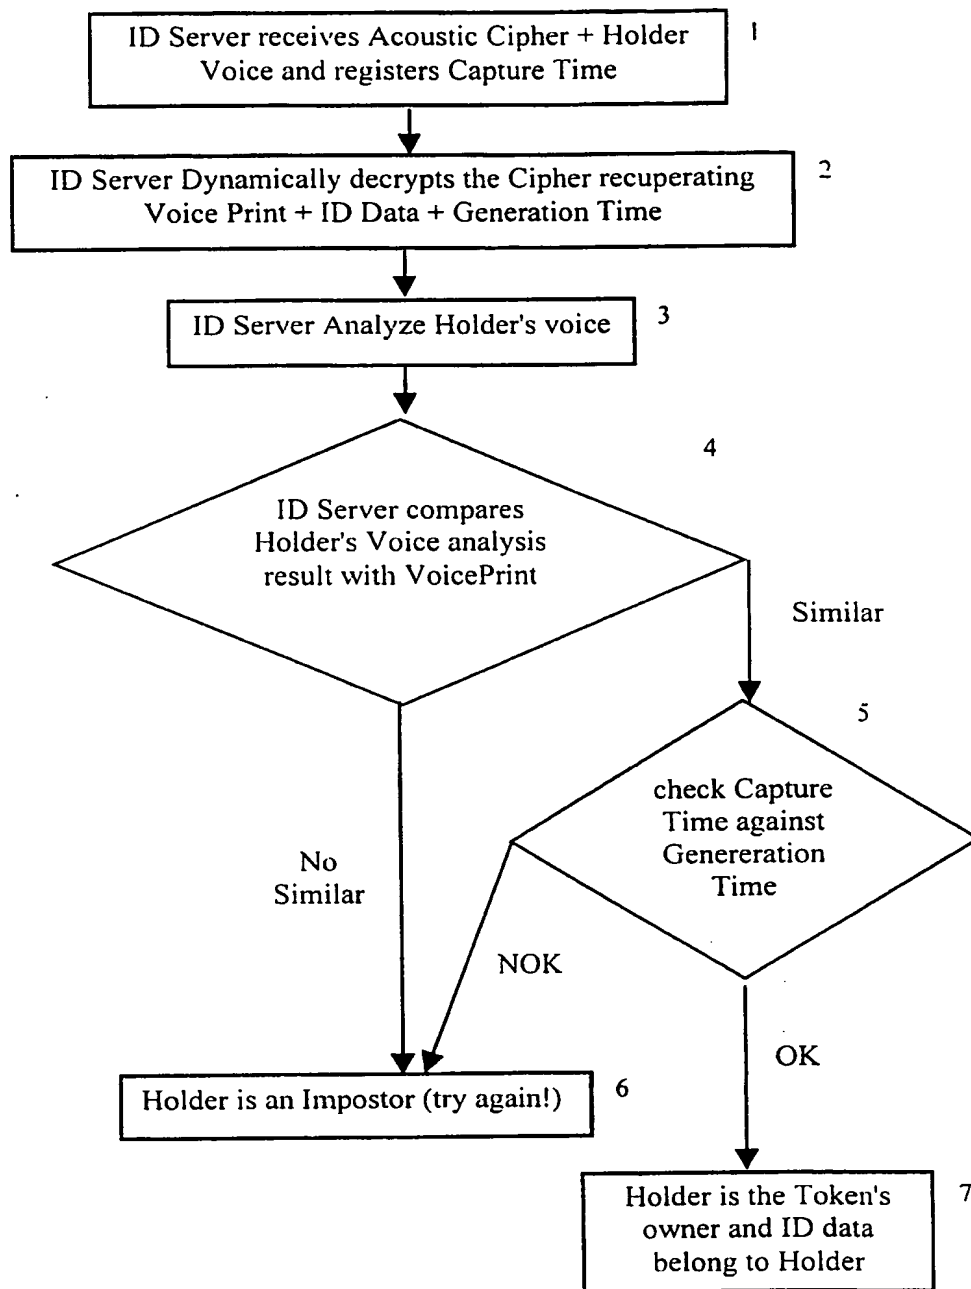 ID Server receives Acoustic Cipher + Holder
Voice and registers Capture Time
1
ID Server Dynamically decrypts the Cipher recuperating
Voice Print + ID Data + Generation Time
2
ID Server Analyze Holder's voice
3
4
ID Server compares
Holder's Voice analysis
result with VoicePrint
Similar
5
check Capture
Time against
Genereration
Time
No
Similar
NOK
OK
Holder is an Impostor (try again!)
6
Holder is the Token's
owner and ID data
belong to Holder
7